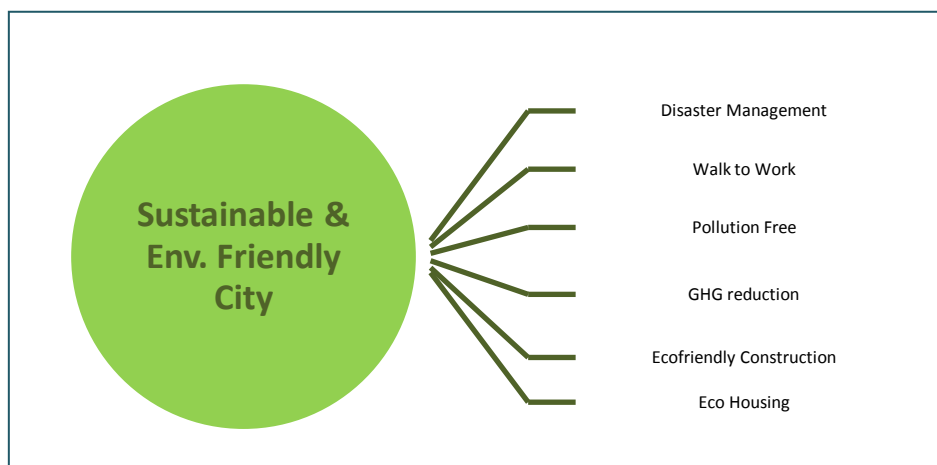 Sustainable &
Env. Friendly
City
Disaster Management
Walk to Work
Pollution Free
GHG reduction
Ecofriendly Construction
Eco Housing